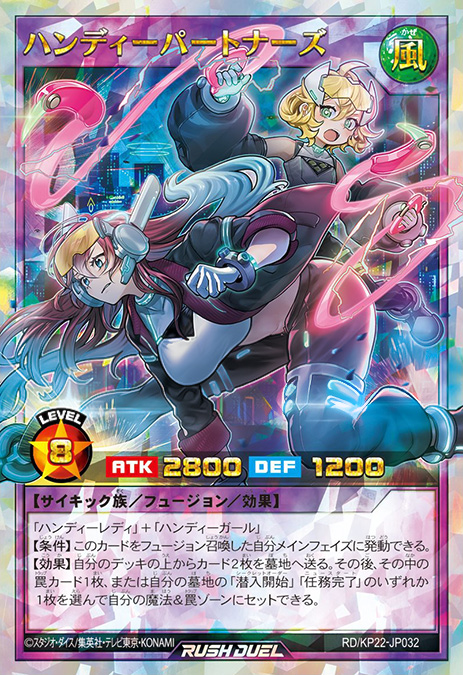 ハンディーパートナーズ
かぜ
風
LEVEL
8
ATK 2800 DEF 1200
【サイキック族／フュージョン／効果】
「ハンディーレディ」+「ハンディーガール」
【条件】このカードをフュージョン召喚した自分メインフェイズに発動できる。
【効果】自分のデッキの上からカード2枚を墓地へ送る。その後、その中の
罠カード1枚、または自分の墓地の「潜入開始」「任務完了」のいずれか
1枚を選んで自分の魔法&罠ゾーンにセットできる。
©スタジオ・ダイス/集英社・テレビ東京・KONAMI
RUSH DUEL
RD/KP22-JP032